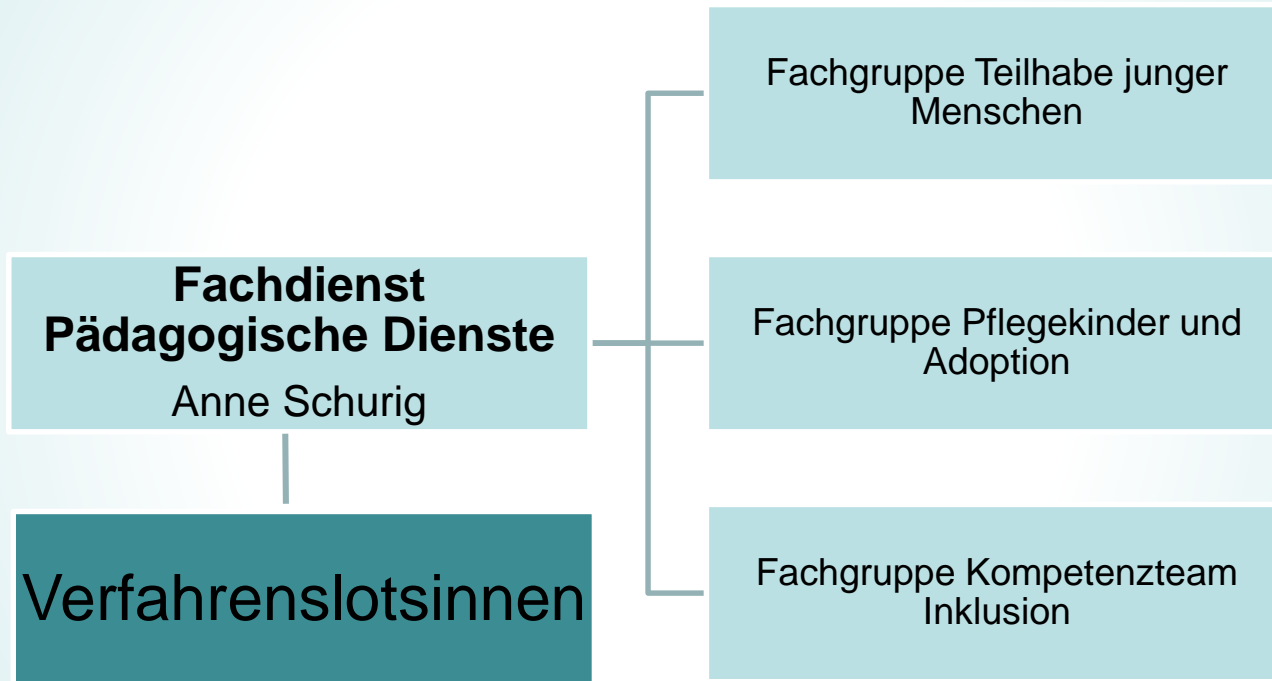 Fachdienst
Pädagogische Dienste
Anne Schurig
Verfahrenslotsinnen
Fachgruppe Teilhabe junger
Menschen
Fachgruppe Pflegekinder und
Adoption
Fachgruppe Kompetenzteam
Inklusion